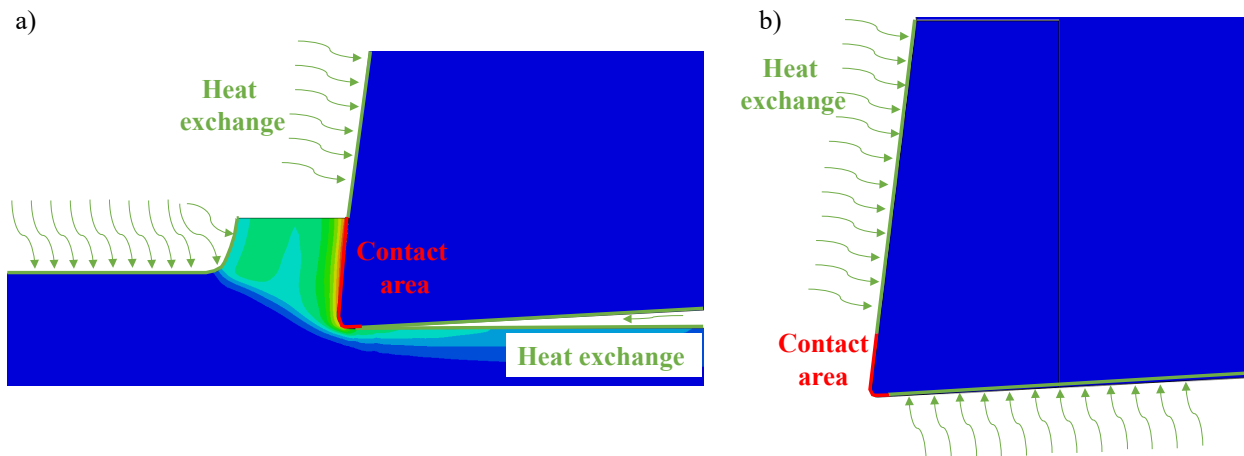 a)
Heat
exchange
Contact
area
Heat exchange
b)
Heat
exchange
Contact
area